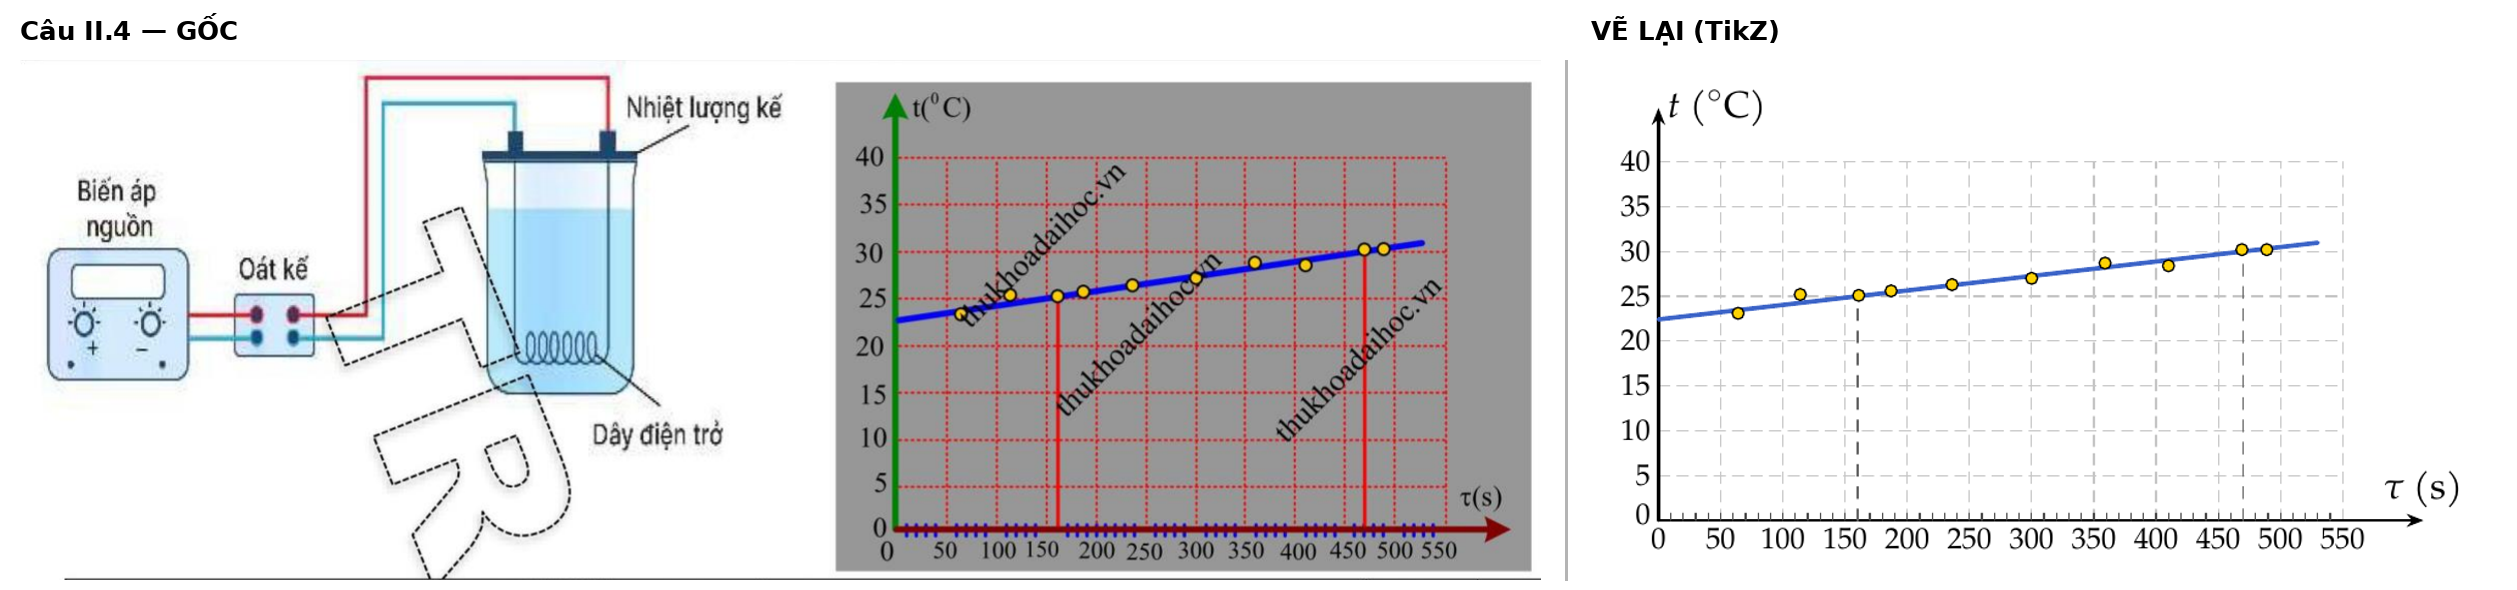 Câu II.4 — GỐC
VẼ LẠI (TikZ)
Nhiệt lượng kế
Biến áp
nguồn
Oát kế
+
−
Dây điện trở
TR
t(⁰ C)
40
35
30
25
20
15
10
5
0
0 50 100 150 200 250 300 350 400 450 500 550
τ(s)
thukhoadaihoc.vn
thukhoadaihoc.vn
thukhoadaihoc.vn
t (°C)
40
35
30
25
20
15
10
5
0
0 50 100 150 200 250 300 350 400 450 500 550
τ (s)